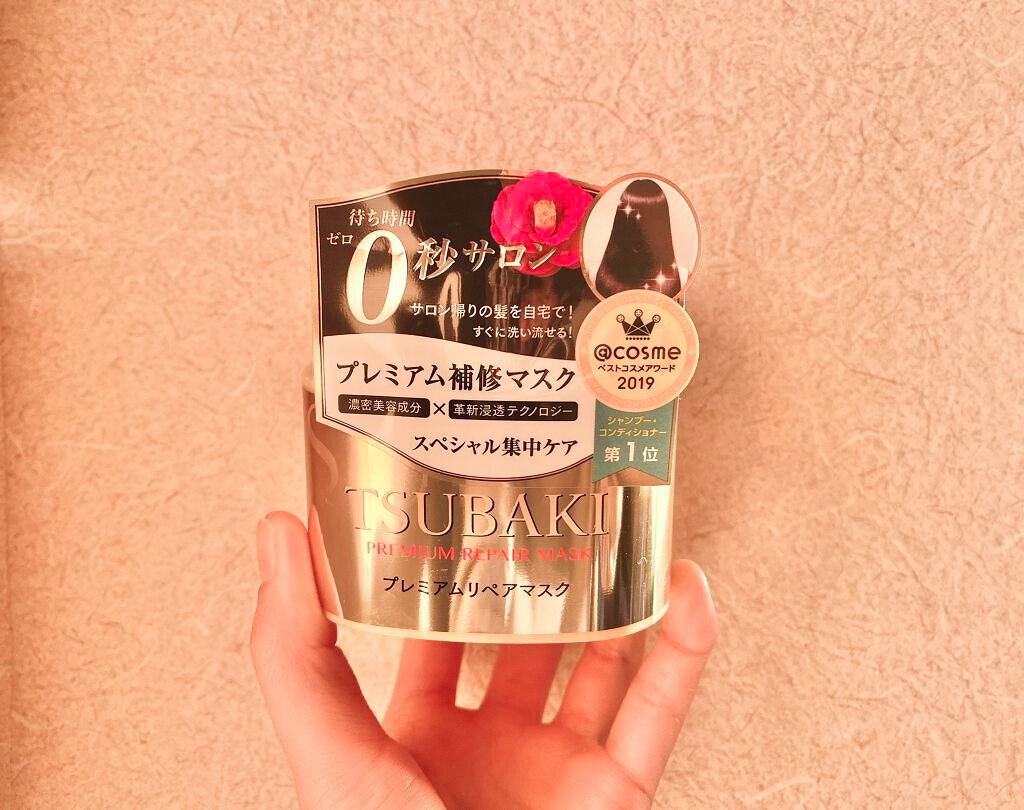 待ち時間
ゼロ
0秒サロン
サロン帰りの髪を自宅で!
すぐに洗い流せる!
プレミアム補修マスク
濃密美容成分×革新浸透テクノロジー
スペシャル集中ケア
@cosme
ベストコスメアワード
2019
シャンプー・
コンディショナー
第1位
TSUBAKI
PREMIUM REPAIR MASK
プレミアムリペアマスク